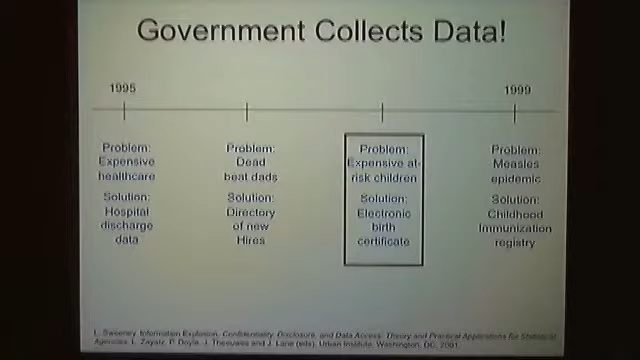 Government Collects Data!
1995
1999
Problem:
Expensive
healthcare
Solution:
Hospital
discharge
data
Problem:
Dead
beat dads
Solution:
Directory
of new
Hires
Problem:
Expensive at-
risk children
Solution:
Electronic
birth
certificate
Problem:
Measles
epidemic
Solution:
Childhood
Immunization
registry
L. Sweeney. Information Explosion. Confidentiality, Disclosure, and Data Access: Theory and Practical Applications for Statistical
Agencies. L. Zayatz, P. Doyle, J. Theeuwes and J. Lane (eds), Urban Institute, Washington, DC, 2001.